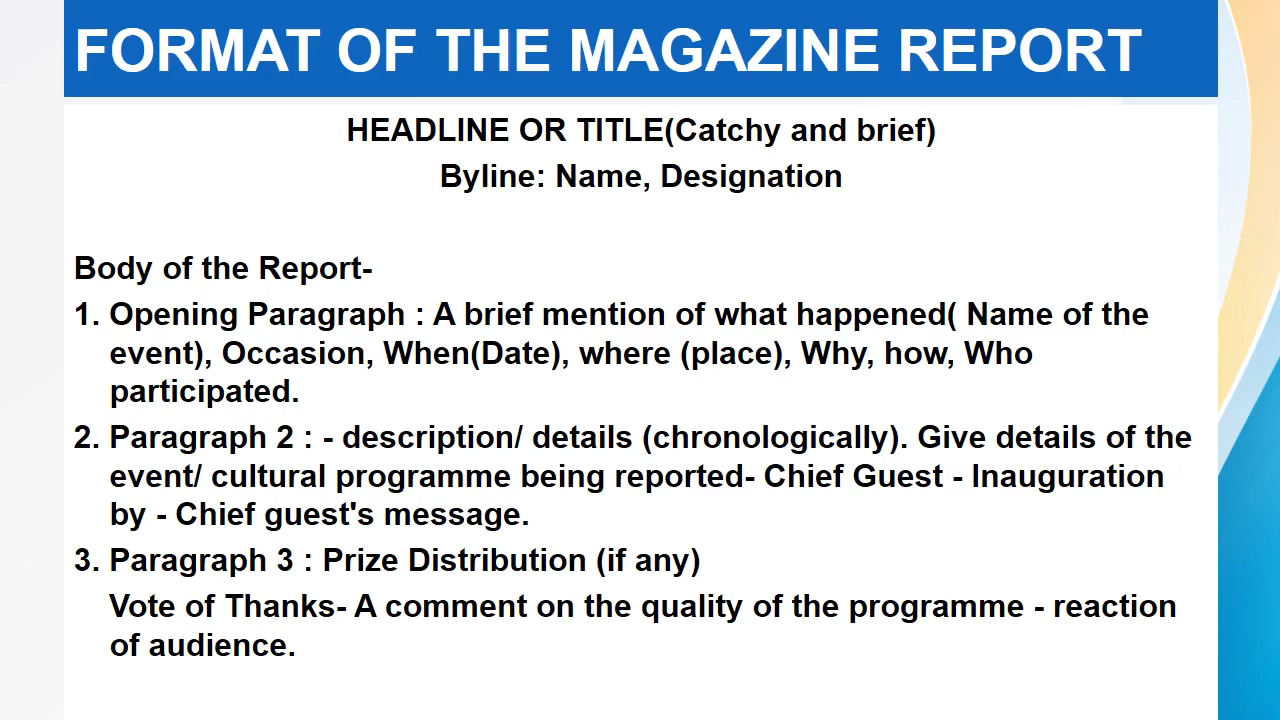 FORMAT OF THE MAGAZINE REPORT
HEADLINE OR TITLE(Catchy and brief)
Byline: Name, Designation
Body of the Report-
1. Opening Paragraph : A brief mention of what happened( Name of the
event), Occasion, When(Date), where (place), Why, how, Who
participated.
2. Paragraph 2 : - description/ details (chronologically). Give details of the
event/ cultural programme being reported- Chief Guest - Inauguration
by - Chief guest's message.
3. Paragraph 3 : Prize Distribution (if any)
Vote of Thanks- A comment on the quality of the programme - reaction
of audience.